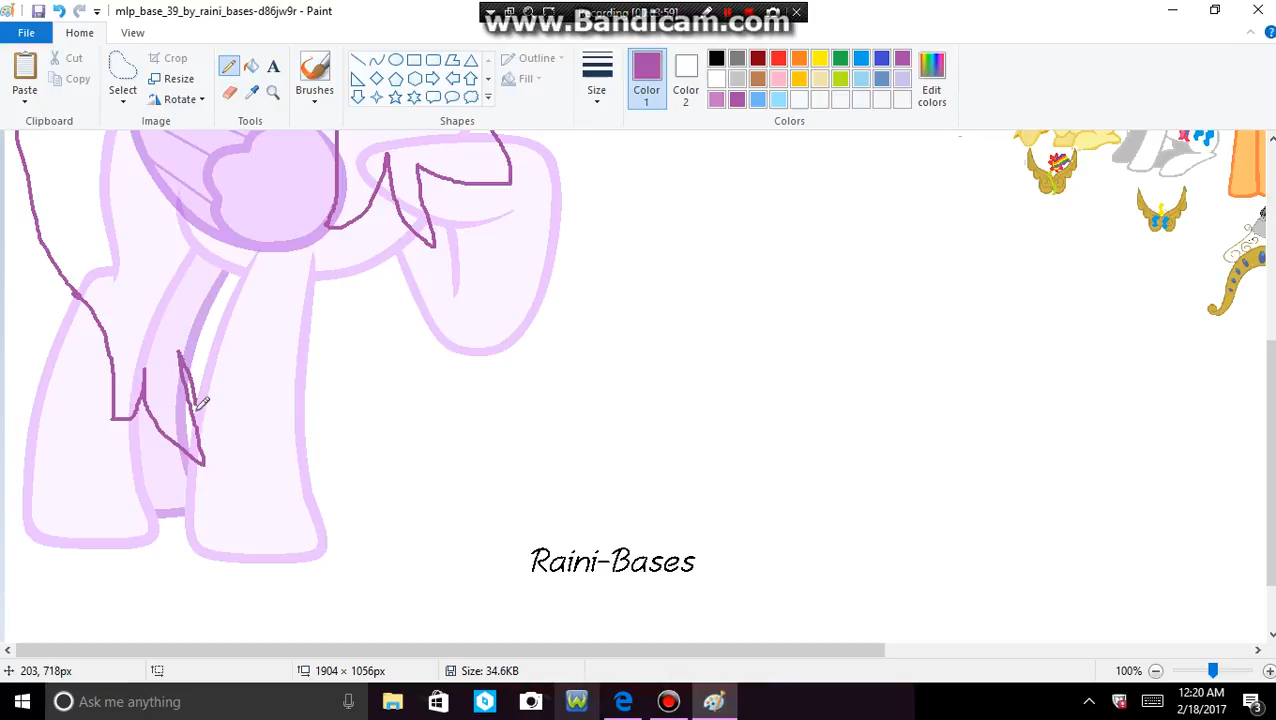 mlp_base_39_by_raini_bases-d86jw9r - Paint
www.Bandicam.com
File
Home
View
Paste
Cut
Copy
Clipboard
Select
Crop
Resize
Rotate
Image
A
Tools
Brushes
Outline
Fill
Shapes
Size
Color 1
Color 2
Edit colors
Colors
Raini-Bases
203, 718px
1904 × 1056px
Size: 34.6KB
100%
Ask me anything
12:20 AM
2/18/2017
3